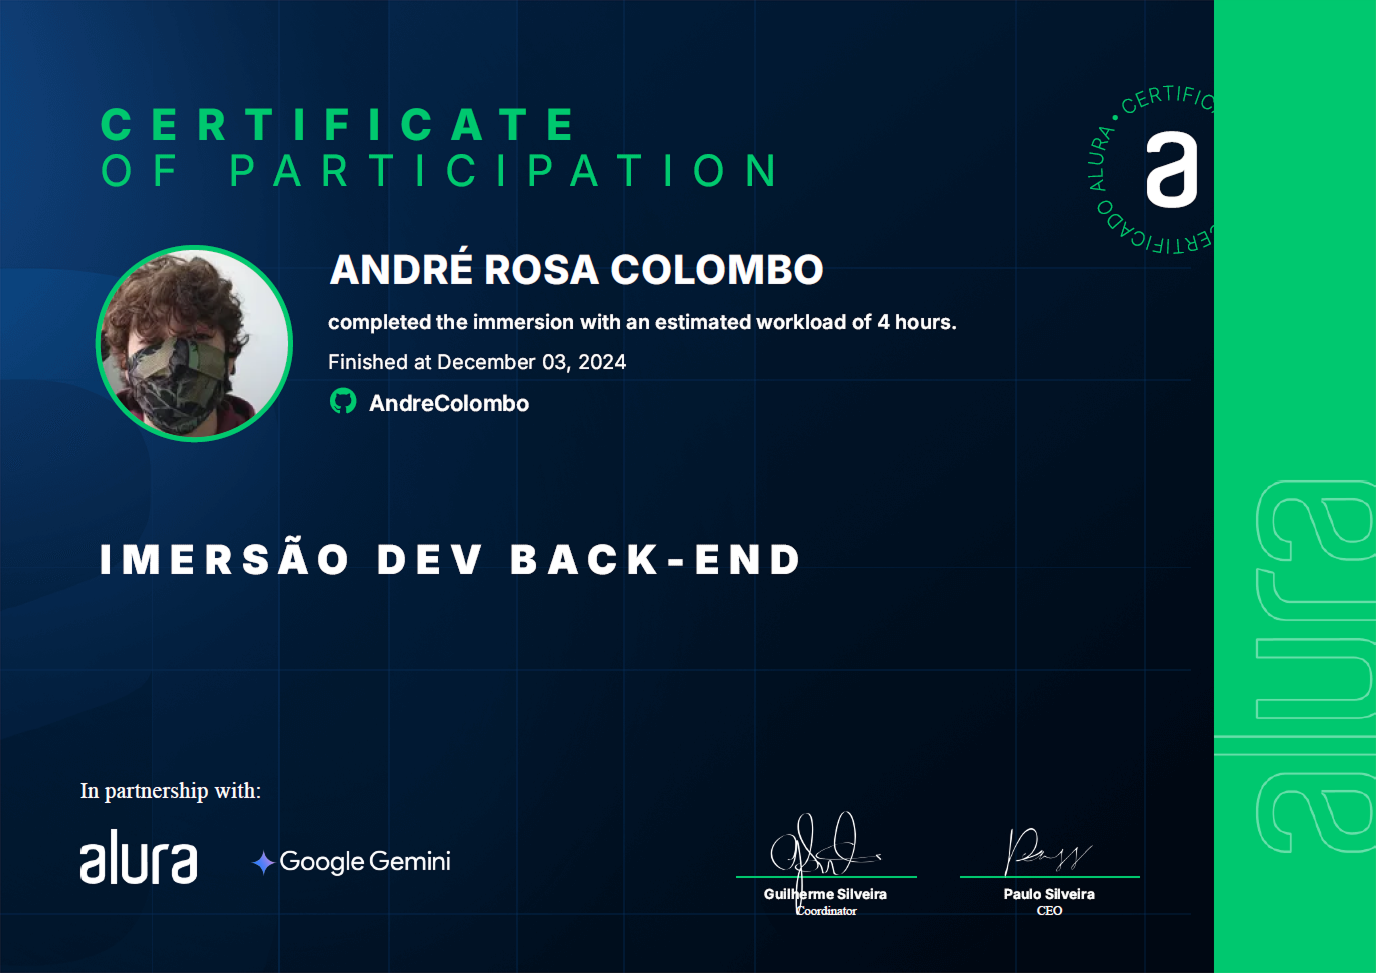 CERTIFICATE
OF PARTICIPATION
CERTIFICADO ALURA • CERTIFICA
a
ANDRÉ ROSA COLOMBO
completed the immersion with an estimated workload of 4 hours.
Finished at December 03, 2024
AndreColombo
IMERSÃO DEV BACK-END
In partnership with:
alura
Google Gemini
Guilherme Silveira
Coordinator
Paulo Silveira
CEO
alura